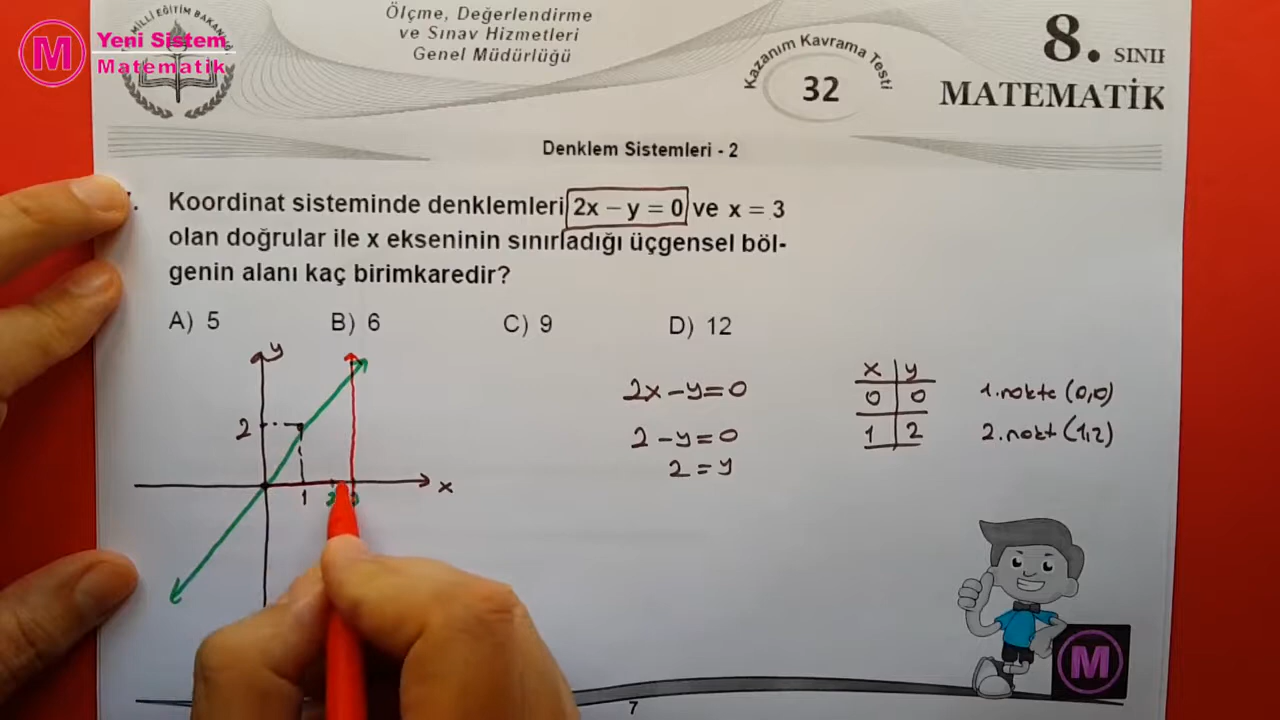 M
Yeni Sistem
Matematik
Ölçme, Değerlendirme
ve Sınav Hizmetleri
Genel Müdürlüğü
Kazanım Kavrama Testi
32
8. SINIF
MATEMATİK
Denklem Sistemleri - 2
Koordinat sisteminde denklemleri 2x – y = 0 ve x = 3
olan doğrular ile x ekseninin sınırladığı üçgensel böl-
genin alanı kaç birimkaredir?
A) 5 B) 6 C) 9 D) 12
y
2
1
x
2x - y = 0
2 - y = 0
2 = y
x y
0 0
1 2
1. nokte (0,0)
2. nokt (1,2)
M
7